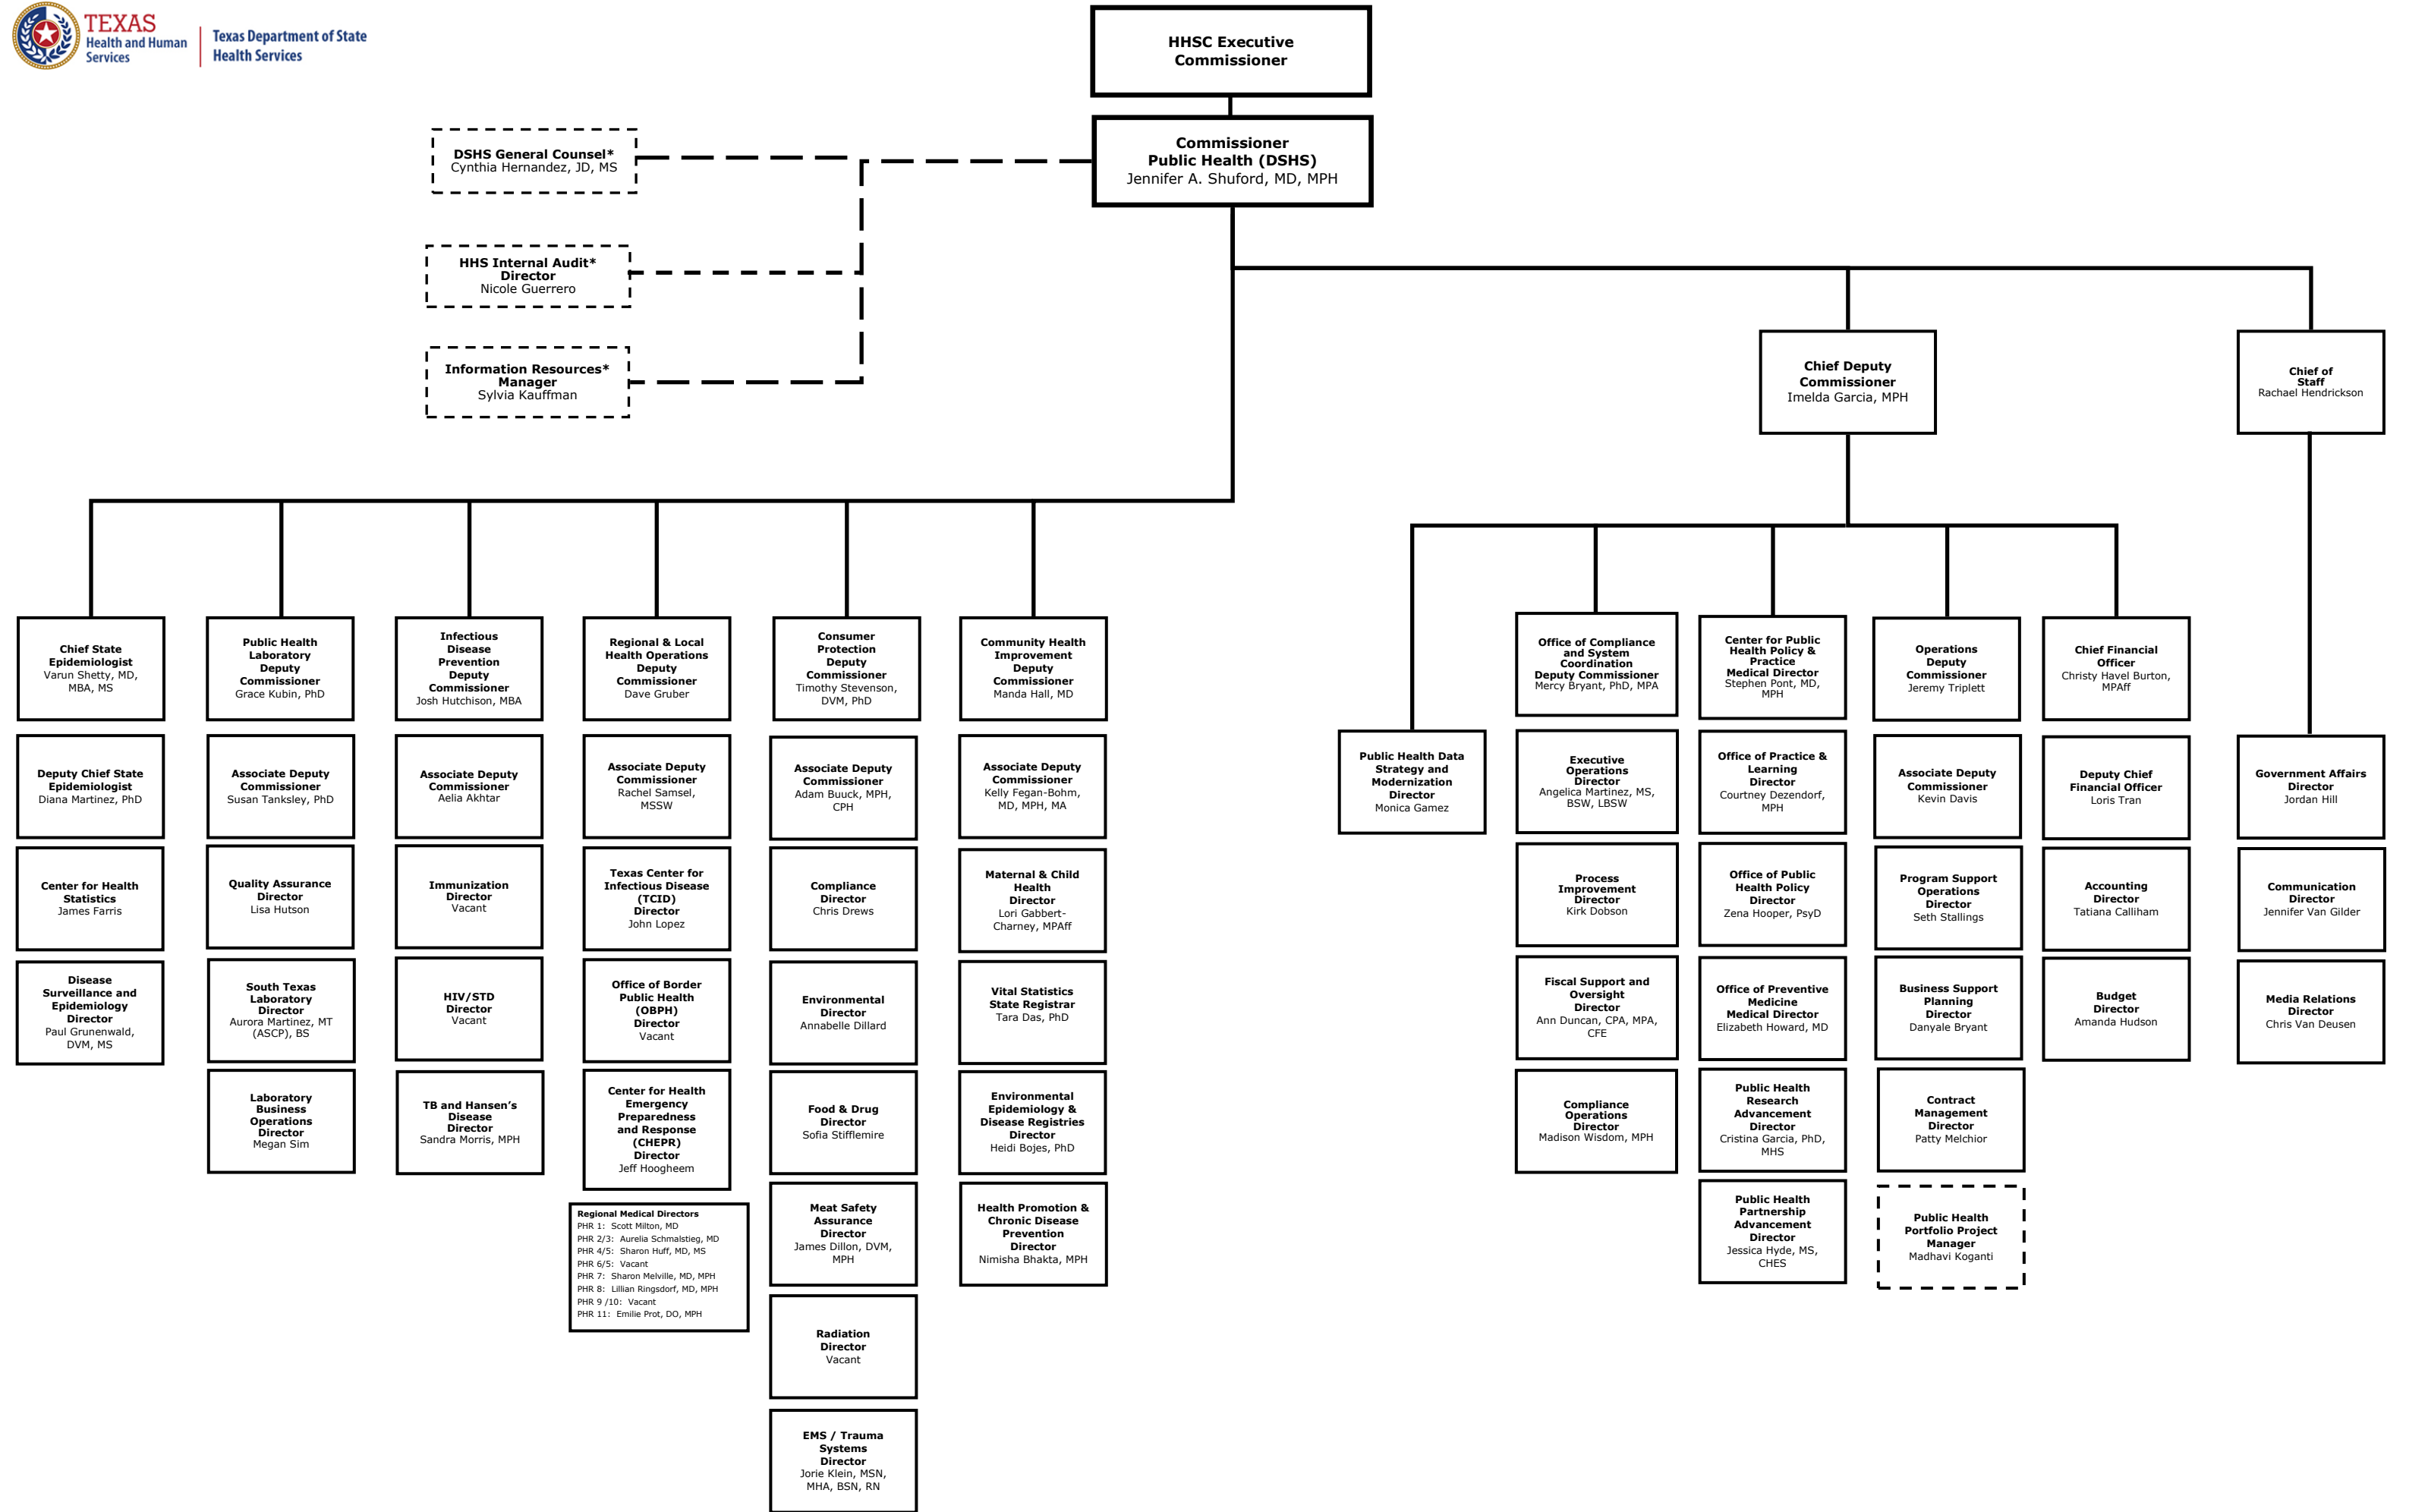 TEXAS
Health and Human
Services
Texas Department of State
Health Services
HHSC Executive
Commissioner
Commissioner
Public Health (DSHS)
Jennifer A. Shuford, MD, MPH
DSHS General Counsel*
Cynthia Hernandez, JD, MS
HHS Internal Audit*
Director
Nicole Guerrero
Information Resources*
Manager
Sylvia Kauffman
Chief Deputy
Commissioner
Imelda Garcia, MPH
Chief of
Staff
Rachael Hendrickson
Chief State
Epidemiologist
Varun Shetty, MD,
MBA, MS
Deputy Chief State
Epidemiologist
Diana Martinez, PhD
Center for Health
Statistics
James Farris
Disease
Surveillance and
Epidemiology
Director
Paul Grunenwald,
DVM, MS
Public Health
Laboratory
Deputy
Commissioner
Grace Kubin, PhD
Associate Deputy
Commissioner
Susan Tanksley, PhD
Quality Assurance
Director
Lisa Hutson
South Texas
Laboratory
Director
Aurora Martinez, MT
(ASCP), BS
Laboratory
Business
Operations
Director
Megan Sim
Infectious
Disease
Prevention
Deputy
Commissioner
Josh Hutchison, MBA
Associate Deputy
Commissioner
Aelia Akhtar
Immunization
Director
Vacant
HIV/STD
Director
Vacant
TB and Hansen's
Disease
Director
Sandra Morris, MPH
Regional & Local
Health Operations
Deputy
Commissioner
Dave Gruber
Associate Deputy
Commissioner
Rachel Samsel,
MSSW
Texas Center for
Infectious Disease
(TCID)
Director
John Lopez
Office of Border
Public Health
(OBPH)
Director
Vacant
Center for Health
Emergency
Preparedness
and Response
(CHEPR)
Director
Jeff Hoogheem
Regional Medical Directors
PHR 1: Scott Milton, MD
PHR 2/3: Aurelia Schmalstieg, MD
PHR 4/5: Sharon Huff, MD, MS
PHR 6/5: Vacant
PHR 7: Sharon Melville, MD, MPH
PHR 8: Lillian Ringsdorf, MD, MPH
PHR 9 /10: Vacant
PHR 11: Emilie Prot, DO, MPH
Consumer
Protection
Deputy
Commissioner
Timothy Stevenson,
DVM, PhD
Associate Deputy
Commissioner
Adam Buuck, MPH,
CPH
Compliance
Director
Chris Drews
Environmental
Director
Annabelle Dillard
Food & Drug
Director
Sofia Stifflemire
Meat Safety
Assurance
Director
James Dillon, DVM,
MPH
Radiation
Director
Vacant
EMS / Trauma
Systems
Director
Jorie Klein, MSN,
MHA, BSN, RN
Community Health
Improvement
Deputy
Commissioner
Manda Hall, MD
Associate Deputy
Commissioner
Kelly Fegan-Bohm,
MD, MPH, MA
Maternal & Child
Health
Director
Lori Gabbert-
Charney, MPAff
Vital Statistics
State Registrar
Tara Das, PhD
Environmental
Epidemiology &
Disease Registries
Director
Heidi Bojes, PhD
Health Promotion &
Chronic Disease
Prevention
Director
Nimisha Bhakta, MPH
Public Health Data
Strategy and
Modernization
Director
Monica Gamez
Office of Compliance
and System
Coordination
Deputy Commissioner
Mercy Bryant, PhD, MPA
Executive
Operations
Director
Angelica Martinez, MS,
BSW, LBSW
Process
Improvement
Director
Kirk Dobson
Fiscal Support and
Oversight
Director
Ann Duncan, CPA, MPA,
CFE
Compliance
Operations
Director
Madison Wisdom, MPH
Center for Public
Health Policy &
Practice
Medical Director
Stephen Pont, MD,
MPH
Office of Practice &
Learning
Director
Courtney Dezendorf,
MPH
Office of Public
Health Policy
Director
Zena Hooper, PsyD
Office of Preventive
Medicine
Medical Director
Elizabeth Howard, MD
Public Health
Research
Advancement
Director
Cristina Garcia, PhD,
MHS
Public Health
Partnership
Advancement
Director
Jessica Hyde, MS,
CHES
Operations
Deputy
Commissioner
Jeremy Triplett
Associate Deputy
Commissioner
Kevin Davis
Program Support
Operations
Director
Seth Stallings
Business Support
Planning
Director
Danyale Bryant
Contract
Management
Director
Patty Melchior
Public Health
Portfolio Project
Manager
Madhavi Koganti
Chief Financial
Officer
Christy Havel Burton,
MPAff
Deputy Chief
Financial Officer
Loris Tran
Accounting
Director
Tatiana Calliham
Budget
Director
Amanda Hudson
Government Affairs
Director
Jordan Hill
Communication
Director
Jennifer Van Gilder
Media Relations
Director
Chris Van Deusen